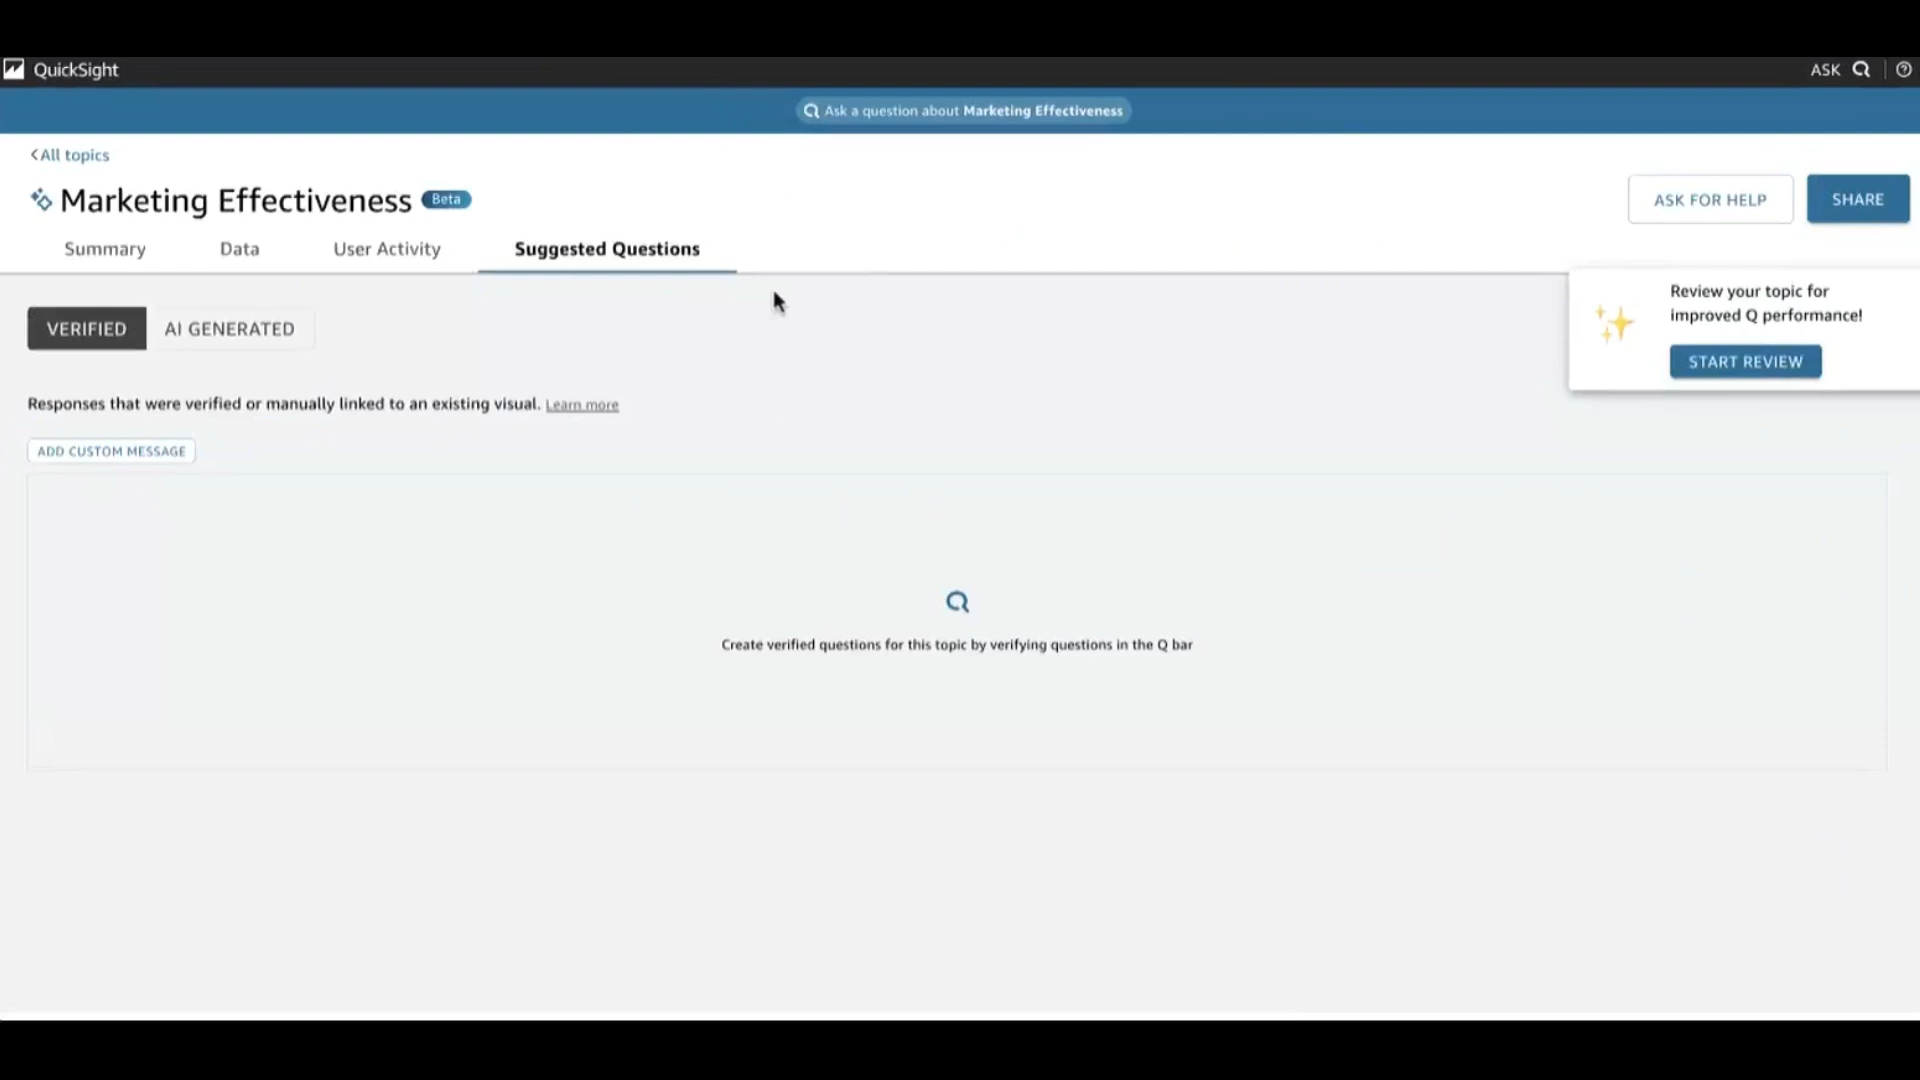 QuickSight
ASK
Ask a question about Marketing Effectiveness
All topics
Marketing Effectiveness Beta
ASK FOR HELP
SHARE
Summary
Data
User Activity
Suggested Questions
Review your topic for
improved Q performance!
START REVIEW
VERIFIED
AI GENERATED
Responses that were verified or manually linked to an existing visual. Learn more
ADD CUSTOM MESSAGE
Create verified questions for this topic by verifying questions in the Q bar